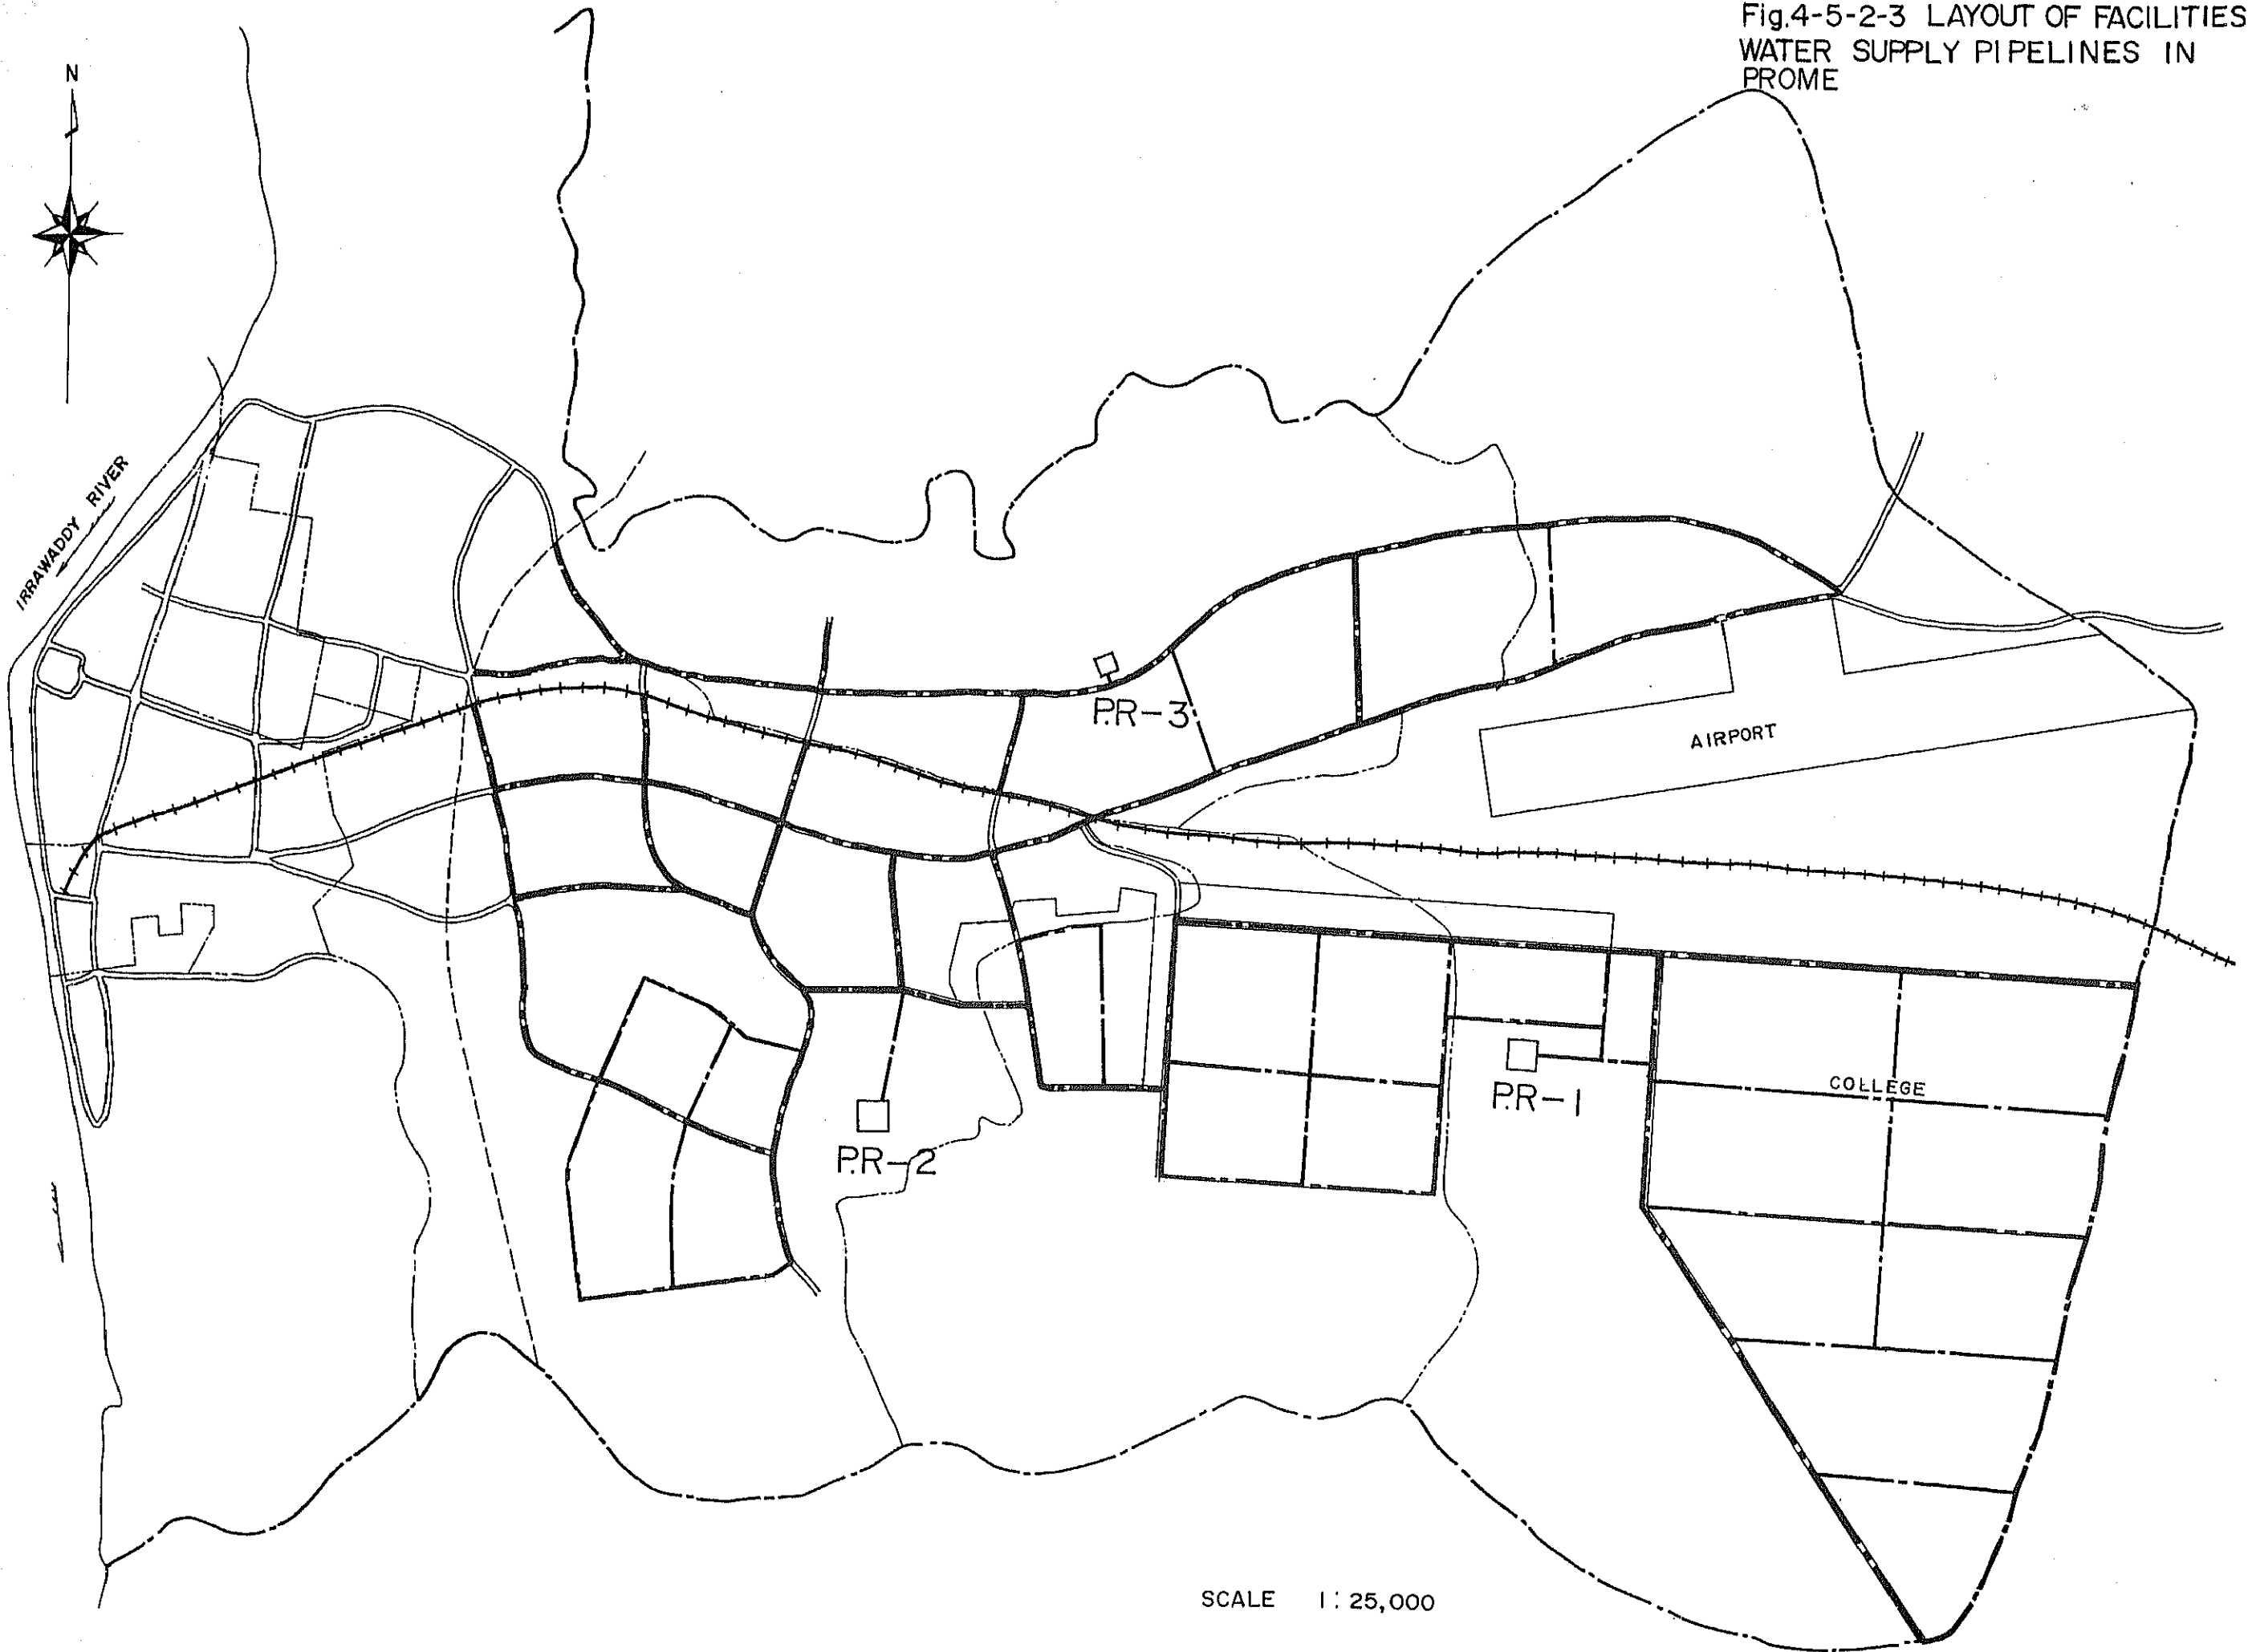 Fig.4-5-2-3 LAYOUT OF FACILITIES
WATER SUPPLY PIPELINES IN
PROME
N
IRRAWADDY RIVER
P.R-3
AIRPORT
P.R-1
COLLEGE
P.R-2
SCALE 1:25,000